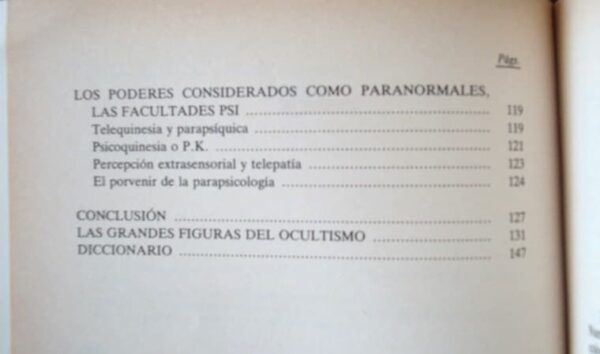 Págs.
LOS PODERES CONSIDERADOS COMO PARANORMALES,
LAS FACULTADES PSI ........ 119
Telequinesia y parapsíquica ........ 119
Psicoquinesia o P.K. ........ 121
Percepción extrasensorial y telepatía ........ 123
El porvenir de la parapsicología ........ 124
CONCLUSIÓN ........ 127
LAS GRANDES FIGURAS DEL OCULTISMO ........ 131
DICCIONARIO ........ 147